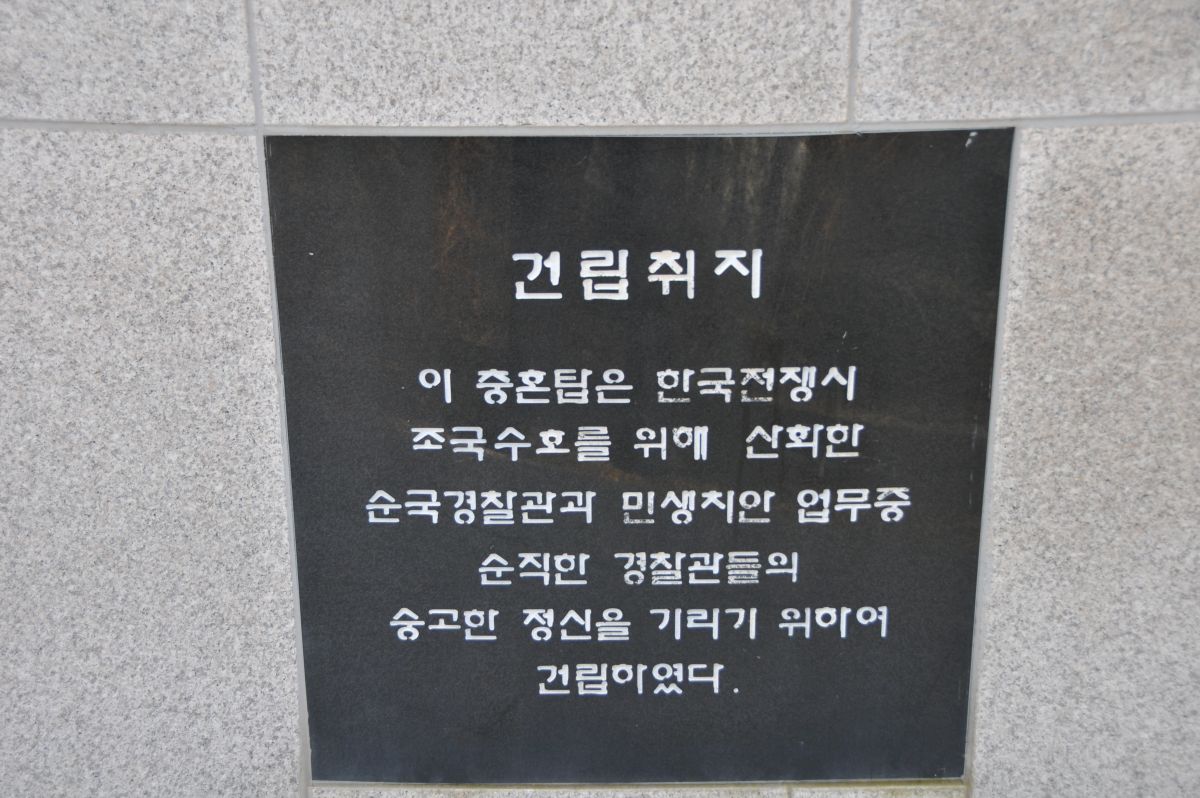 건립취지
이 충혼탑은 한국전쟁시
조국수호를 위해 산화한
순국경찰관과 민생치안 업무중
순직한 경찰관들의
숭고한 정신을 기리기 위하여
건립하였다.